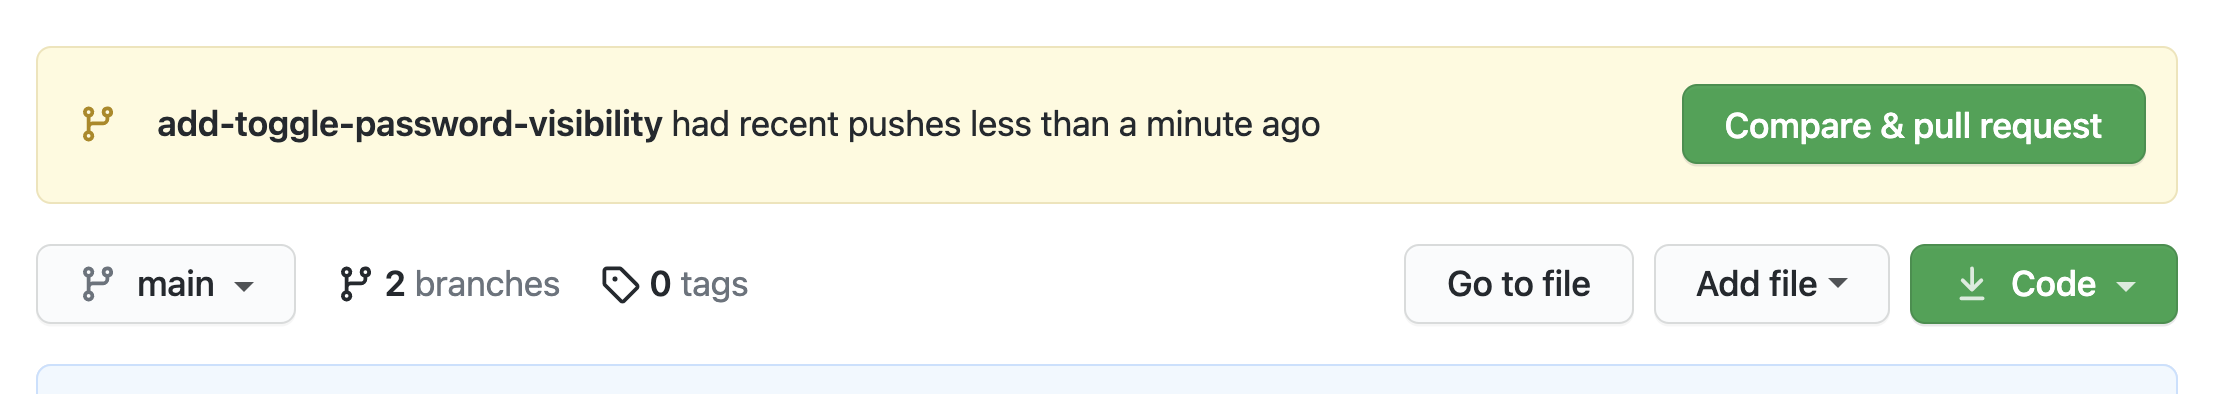 add-toggle-password-visibility had recent pushes less than a minute ago
Compare & pull request
main
2 branches
0 tags
Go to file
Add file
Code